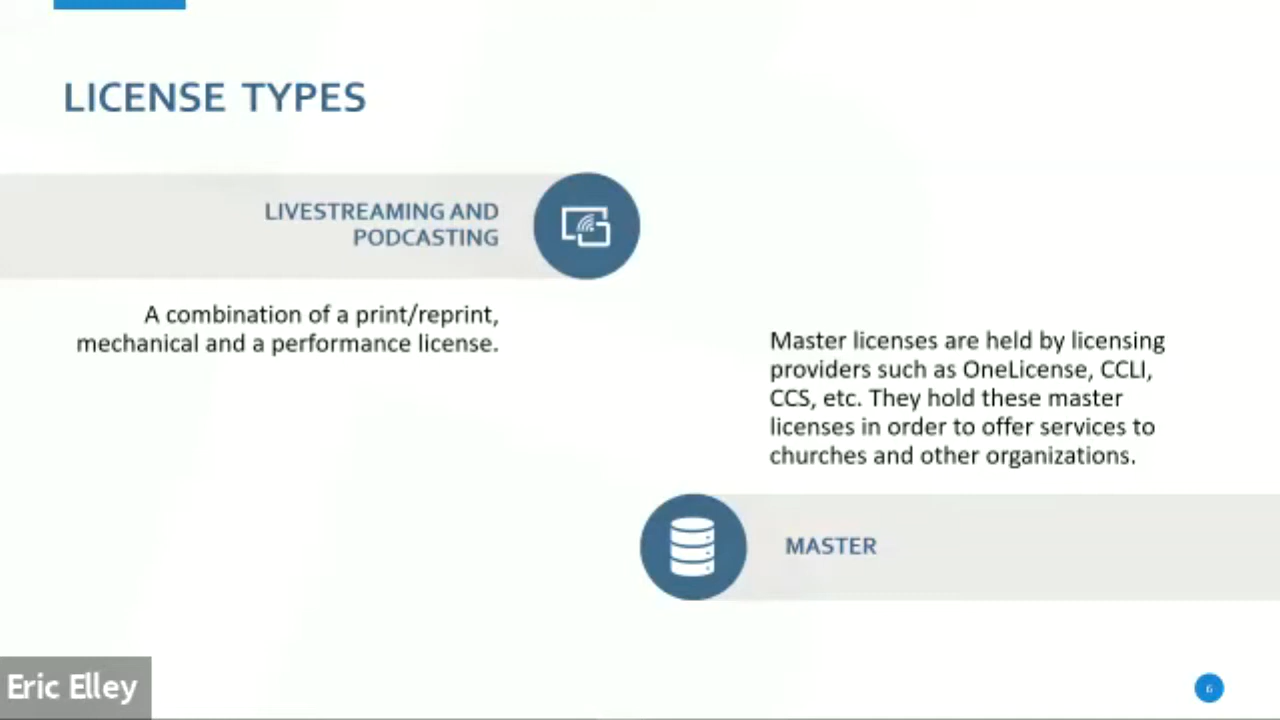 LICENSE TYPES
LIVESTREAMING AND
PODCASTING
A combination of a print/reprint,
mechanical and a performance license.
Master licenses are held by licensing
providers such as OneLicense, CCLI,
CCS, etc. They hold these master
licenses in order to offer services to
churches and other organizations.
MASTER
Eric Elley
6